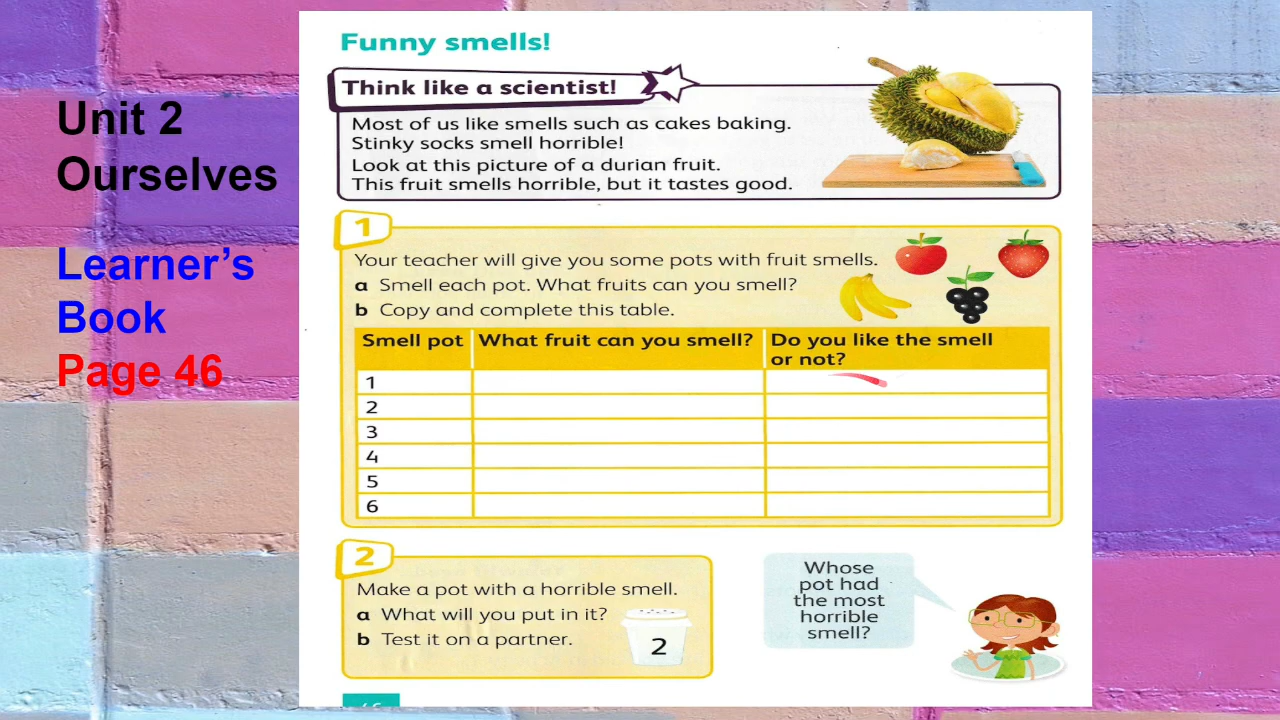 Unit 2
Ourselves
Learner's
Book
Page 46
Funny smells!
Think like a scientist!
Most of us like smells such as cakes baking.
Stinky socks smell horrible!
Look at this picture of a durian fruit.
This fruit smells horrible, but it tastes good.
1
Your teacher will give you some pots with fruit smells.
a Smell each pot. What fruits can you smell?
b Copy and complete this table.
Smell pot What fruit can you smell? Do you like the smell
or not?
1
2
3
4
5
6
2
Make a pot with a horrible smell.
a What will you put in it?
b Test it on a partner.
2
Whose
pot had
the most
horrible
smell?